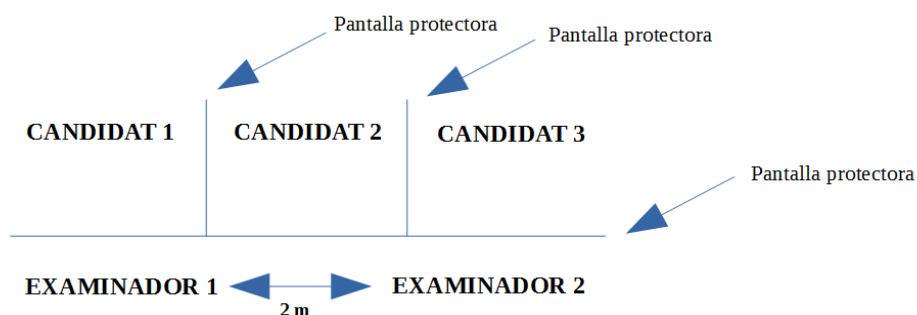 Pantalla protectora
Pantalla protectora
CANDIDAT 1 CANDIDAT 2 CANDIDAT 3
Pantalla protectora
EXAMINADOR 1 EXAMINADOR 2
2 m